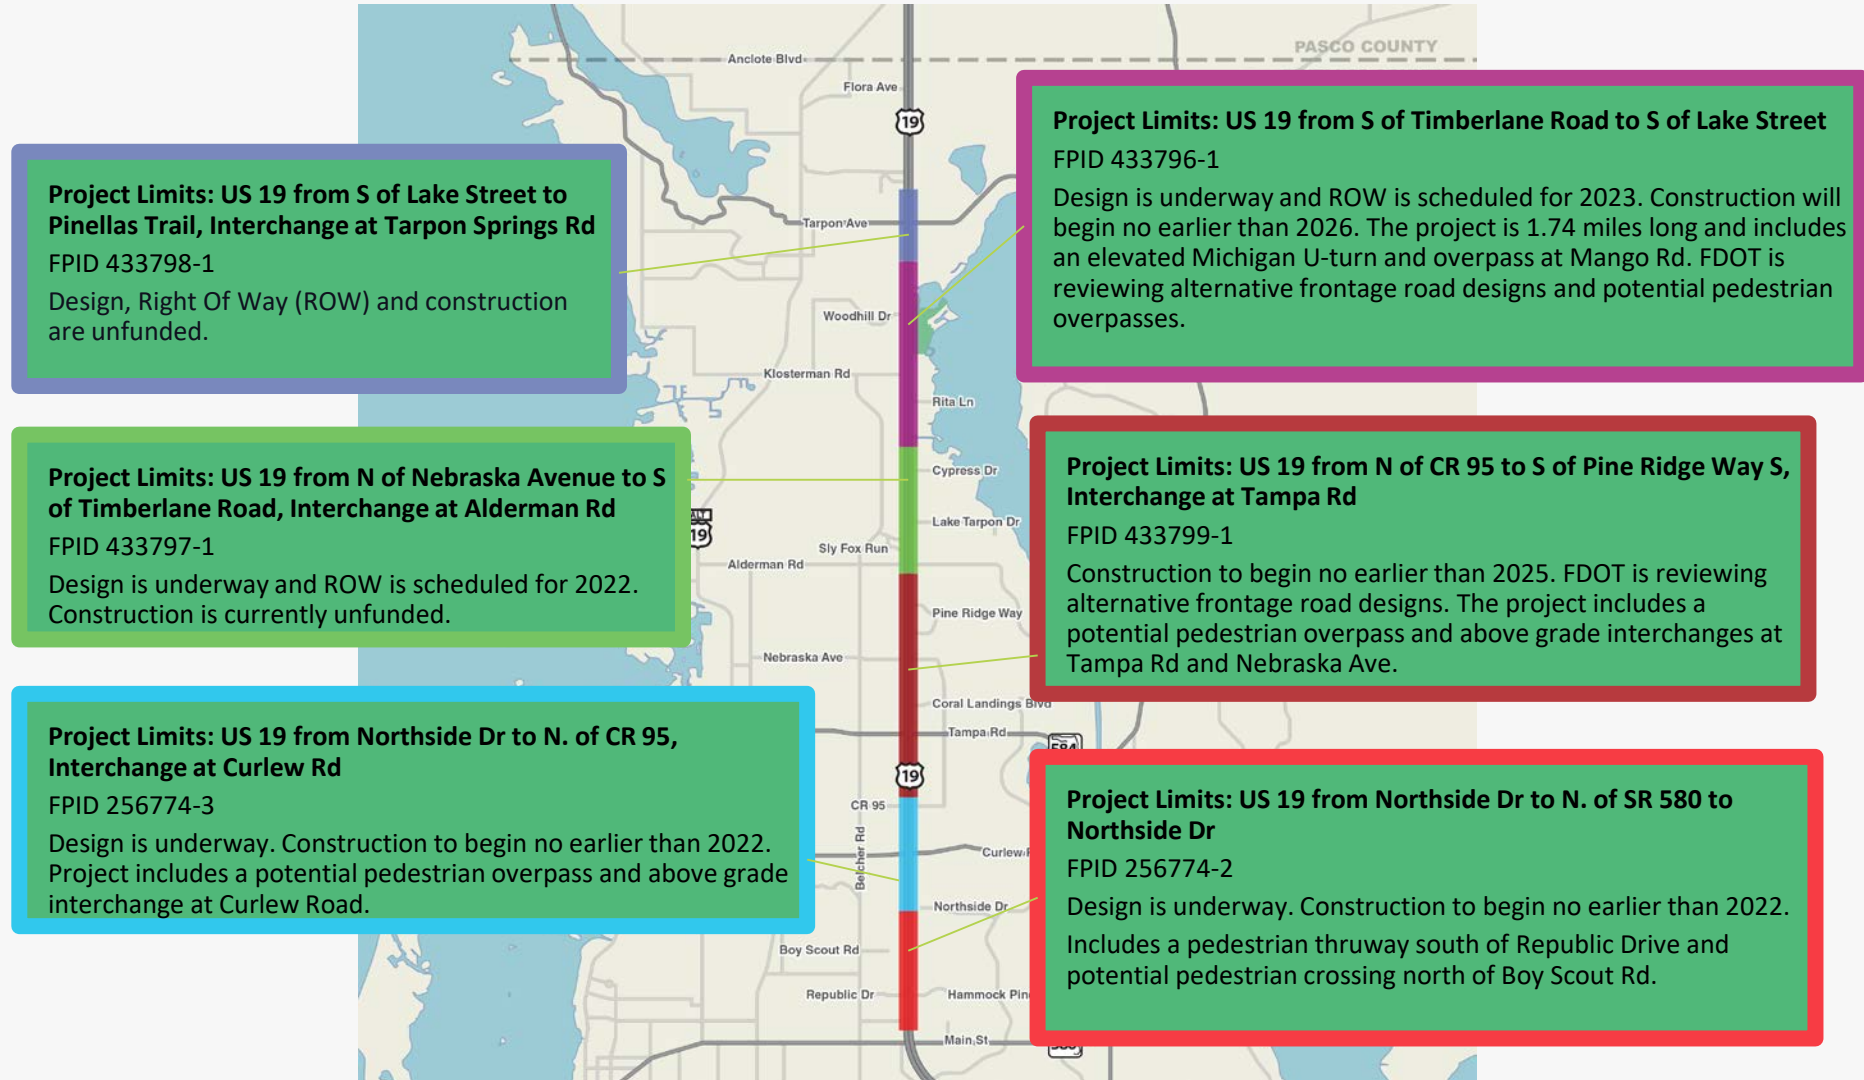 PASCO COUNTY
Anclote Blvd
Flora Ave
19
Project Limits: US 19 from S of Timberlane Road to S of Lake Street
FPID 433796-1
Design is underway and ROW is scheduled for 2023. Construction will
begin no earlier than 2026. The project is 1.74 miles long and includes
an elevated Michigan U-turn and overpass at Mango Rd. FDOT is
reviewing alternative frontage road designs and potential pedestrian
overpasses.
Project Limits: US 19 from S of Lake Street to
Pinellas Trail, Interchange at Tarpon Springs Rd
FPID 433798-1
Design, Right Of Way (ROW) and construction
are unfunded.
Tarpon Ave
Woodhill Dr
Klosterman Rd
Rita Ln
Project Limits: US 19 from N of Nebraska Avenue to S
of Timberlane Road, Interchange at Alderman Rd
FPID 433797-1
Design is underway and ROW is scheduled for 2022.
Construction is currently unfunded.
Cypress Dr
ALT
19
Lake Tarpon Dr
Sly Fox Run
Alderman Rd
Pine Ridge Way
Nebraska Ave
Project Limits: US 19 from N of CR 95 to S of Pine Ridge Way S,
Interchange at Tampa Rd
FPID 433799-1
Construction to begin no earlier than 2025. FDOT is reviewing
alternative frontage road designs. The project includes a
potential pedestrian overpass and above grade interchanges at
Tampa Rd and Nebraska Ave.
Coral Landings Blvd
Tampa Rd
584
19
CR 95
Belcher Rd
Curlew
Project Limits: US 19 from Northside Dr to N. of CR 95,
Interchange at Curlew Rd
FPID 256774-3
Design is underway. Construction to begin no earlier than 2022.
Project includes a potential pedestrian overpass and above grade
interchange at Curlew Road.
Northside Dr
Project Limits: US 19 from Northside Dr to N. of SR 580 to
Northside Dr
FPID 256774-2
Design is underway. Construction to begin no earlier than 2022.
Includes a pedestrian thruway south of Republic Drive and
potential pedestrian crossing north of Boy Scout Rd.
Boy Scout Rd
Republic Dr
Hammock Pin
Main St